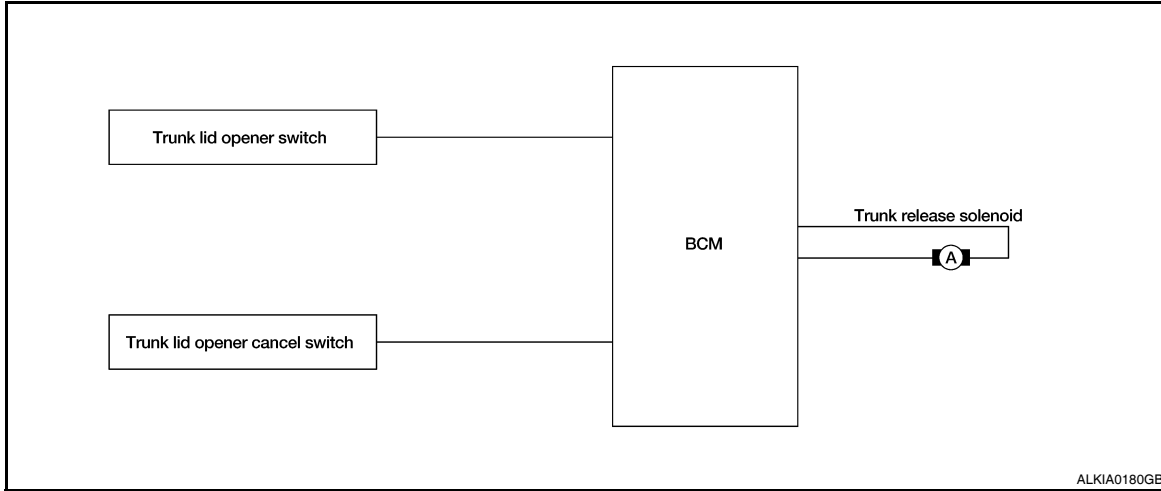 Trunk lid opener switch
BCM
Trunk release solenoid
A
Trunk lid opener cancel switch
ALKIA0180GB